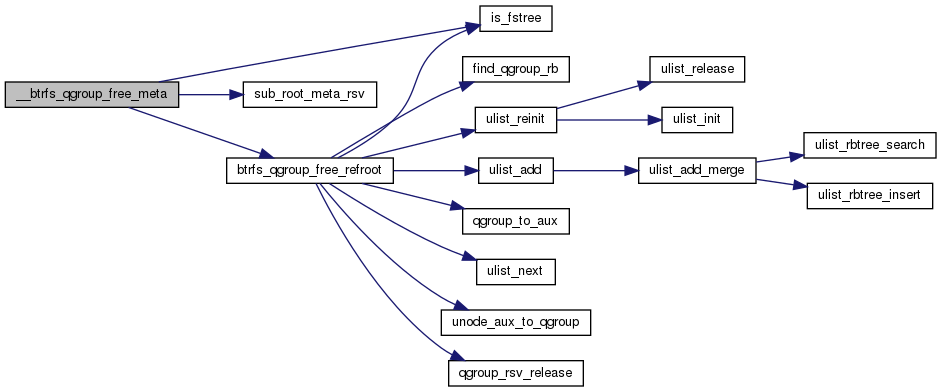 __btrfs_qgroup_free_meta
is_fstree
sub_root_meta_rsv
btrfs_qgroup_free_refroot
find_qgroup_rb
ulist_reinit
ulist_release
ulist_init
ulist_add
ulist_add_merge
ulist_rbtree_search
ulist_rbtree_insert
qgroup_to_aux
ulist_next
unode_aux_to_qgroup
qgroup_rsv_release